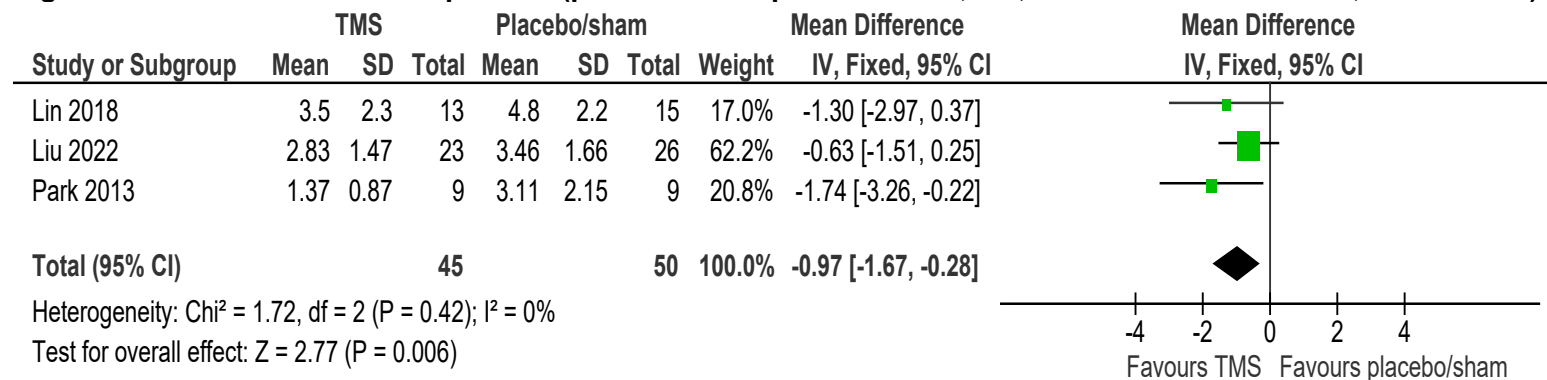 TMS Placebo/sham Mean Difference Mean Difference
Study or Subgroup Mean SD Total Mean SD Total Weight IV, Fixed, 95% CI IV, Fixed, 95% CI
Lin 2018 3.5 2.3 13 4.8 2.2 15 17.0% -1.30 [-2.97, 0.37]
Liu 2022 2.83 1.47 23 3.46 1.66 26 62.2% -0.63 [-1.51, 0.25]
Park 2013 1.37 0.87 9 3.11 2.15 9 20.8% -1.74 [-3.26, -0.22]
Total (95% CI) 45 50 100.0% -0.97 [-1.67, -0.28]
Heterogeneity: Chi² = 1.72, df = 2 (P = 0.42); I² = 0%
Test for overall effect: Z = 2.77 (P = 0.006)
-4 -2 0 2 4
Favours TMS Favours placebo/sham